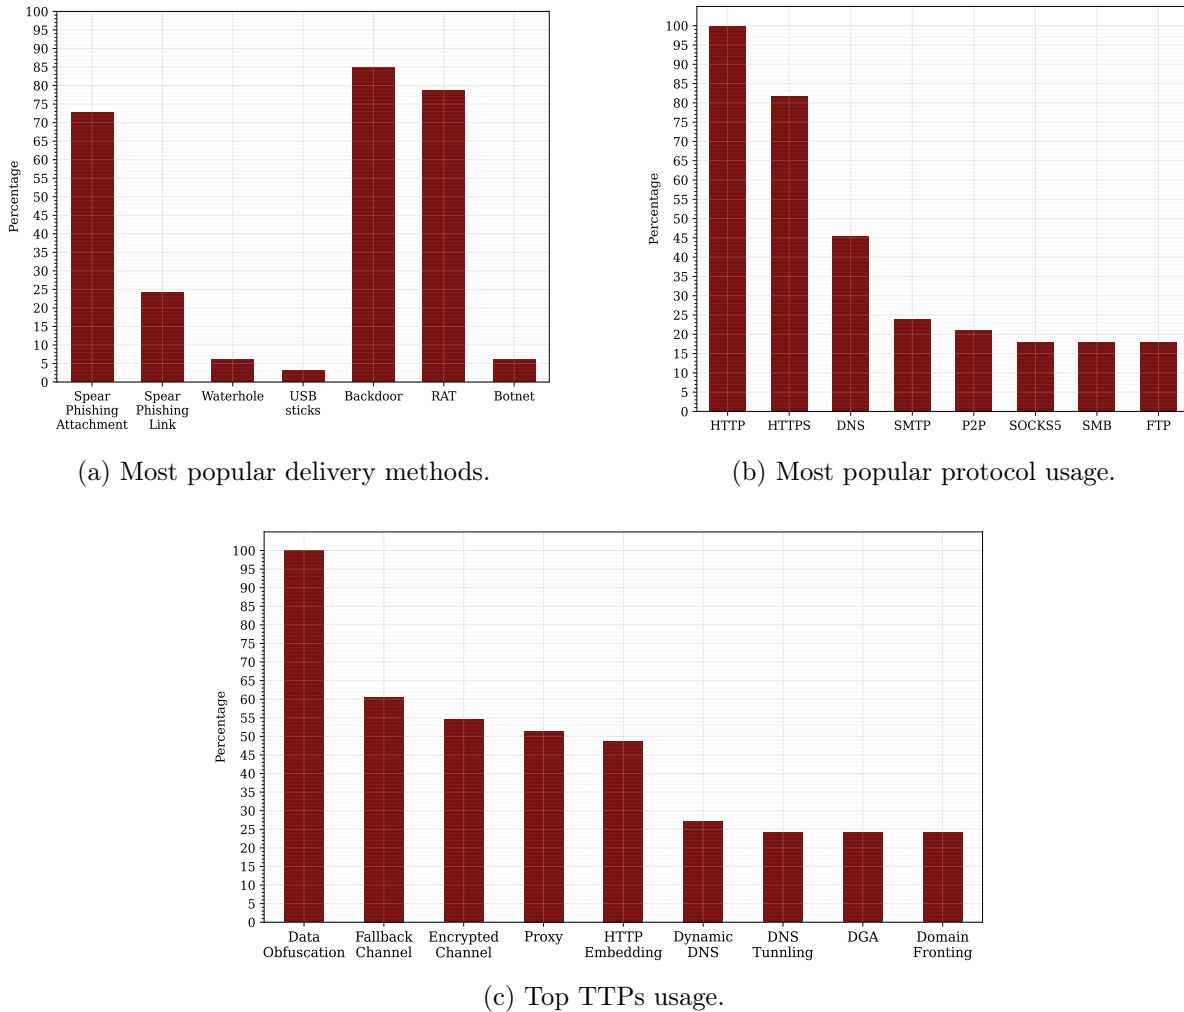 100
95
90
85
80
75
70
65
60
55
50
45
40
35
30
25
20
15
10
5
0
Percentage
Spear Phishing Attachment
Spear Phishing Link
Waterhole
USB sticks
Backdoor
RAT
Botnet
(a) Most popular delivery methods.
100
95
90
85
80
75
70
65
60
55
50
45
40
35
30
25
20
15
10
5
0
Percentage
HTTP
HTTPS
DNS
SMTP
P2P
SOCKS5
SMB
FTP
(b) Most popular protocol usage.
100
95
90
85
80
75
70
65
60
55
50
45
40
35
30
25
20
15
10
5
0
Percentage
Data Obfuscation
Fallback Channel
Encrypted Channel
Proxy
HTTP Embedding
Dynamic DNS
DNS Tunnling
DGA
Domain Fronting
(c) Top TTPs usage.